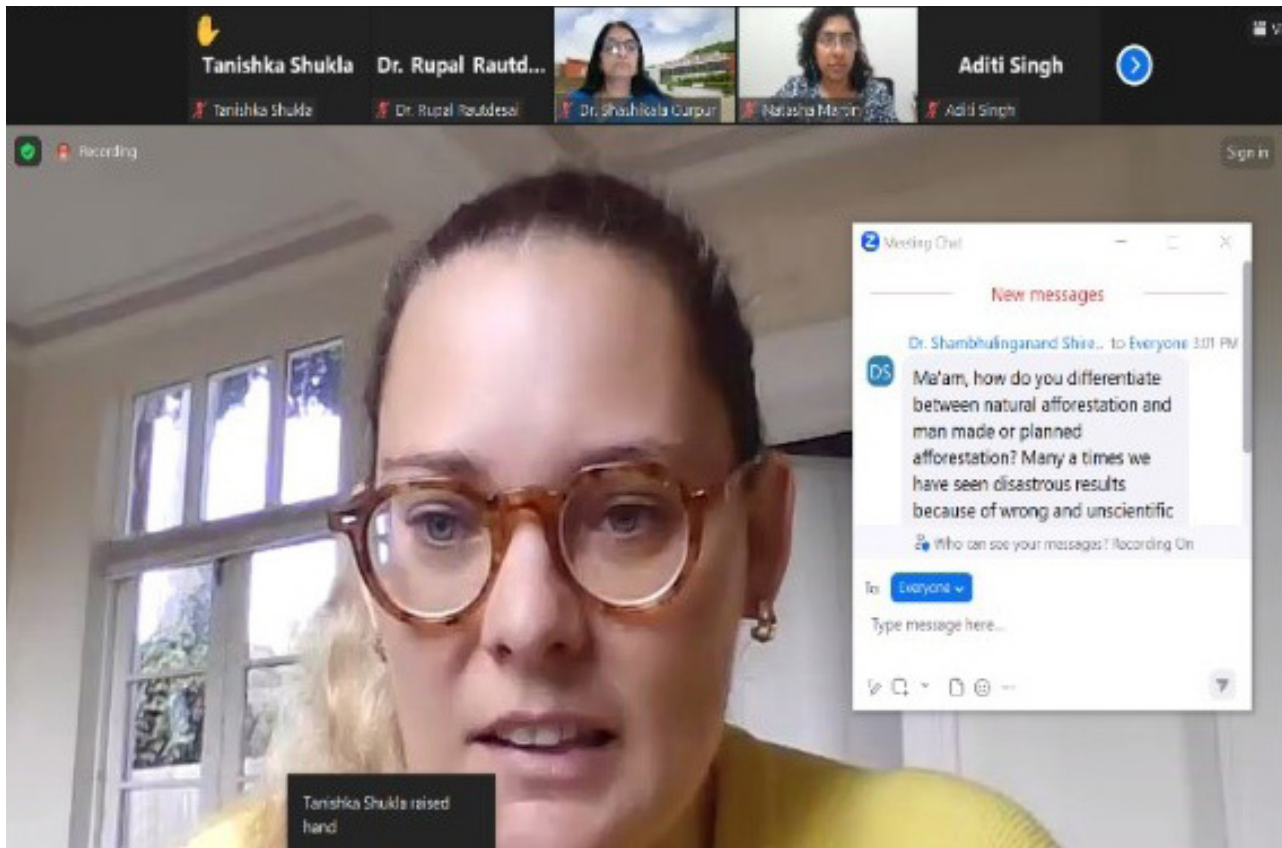 Tanishka Shukla
Dr. Rupal Rautd...
Aditi Singh
Tanishka Shukla
Dr. Rupal Rautdesai
Dr. Shashikala Gurpur
Natasha Martin
Aditi Singh
Recording
Sign in
Meeting Chat
New messages
Dr. Shambhulinganand Shire.. to Everyone 3:01 PM
DS
Ma'am, how do you differentiate
between natural afforestation and
man made or planned
afforestation? Many a times we
have seen disastrous results
because of wrong and unscientific
Who can see your messages? Recording On
To: Everyone
Type message here...
Tanishka Shukla raised
hand